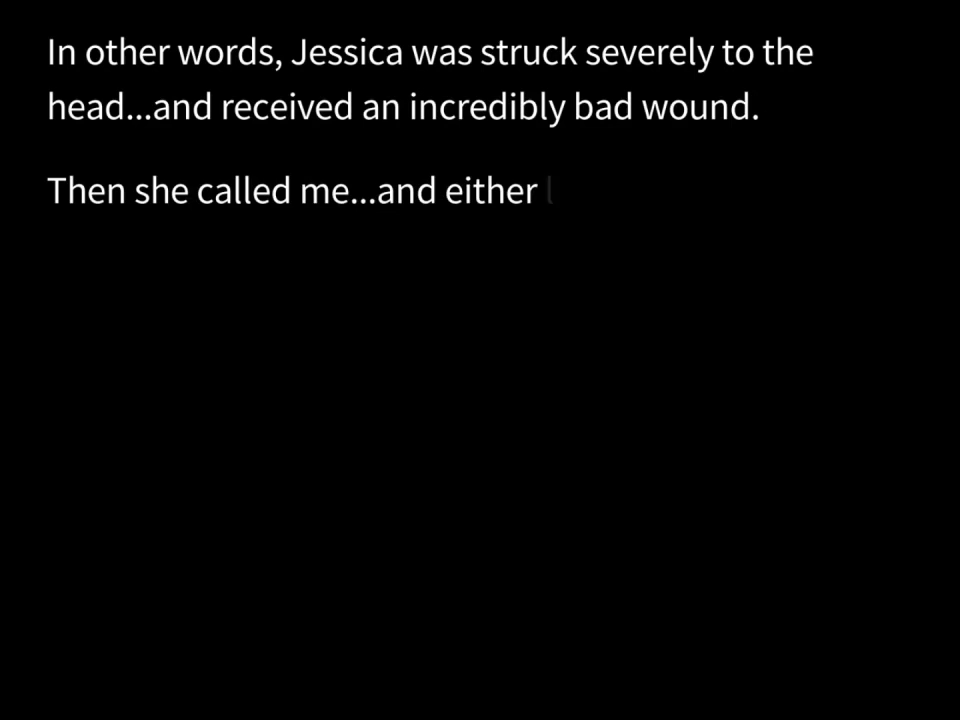 In other words, Jessica was struck severely to the
head...and received an incredibly bad wound.
Then she called me...and either l